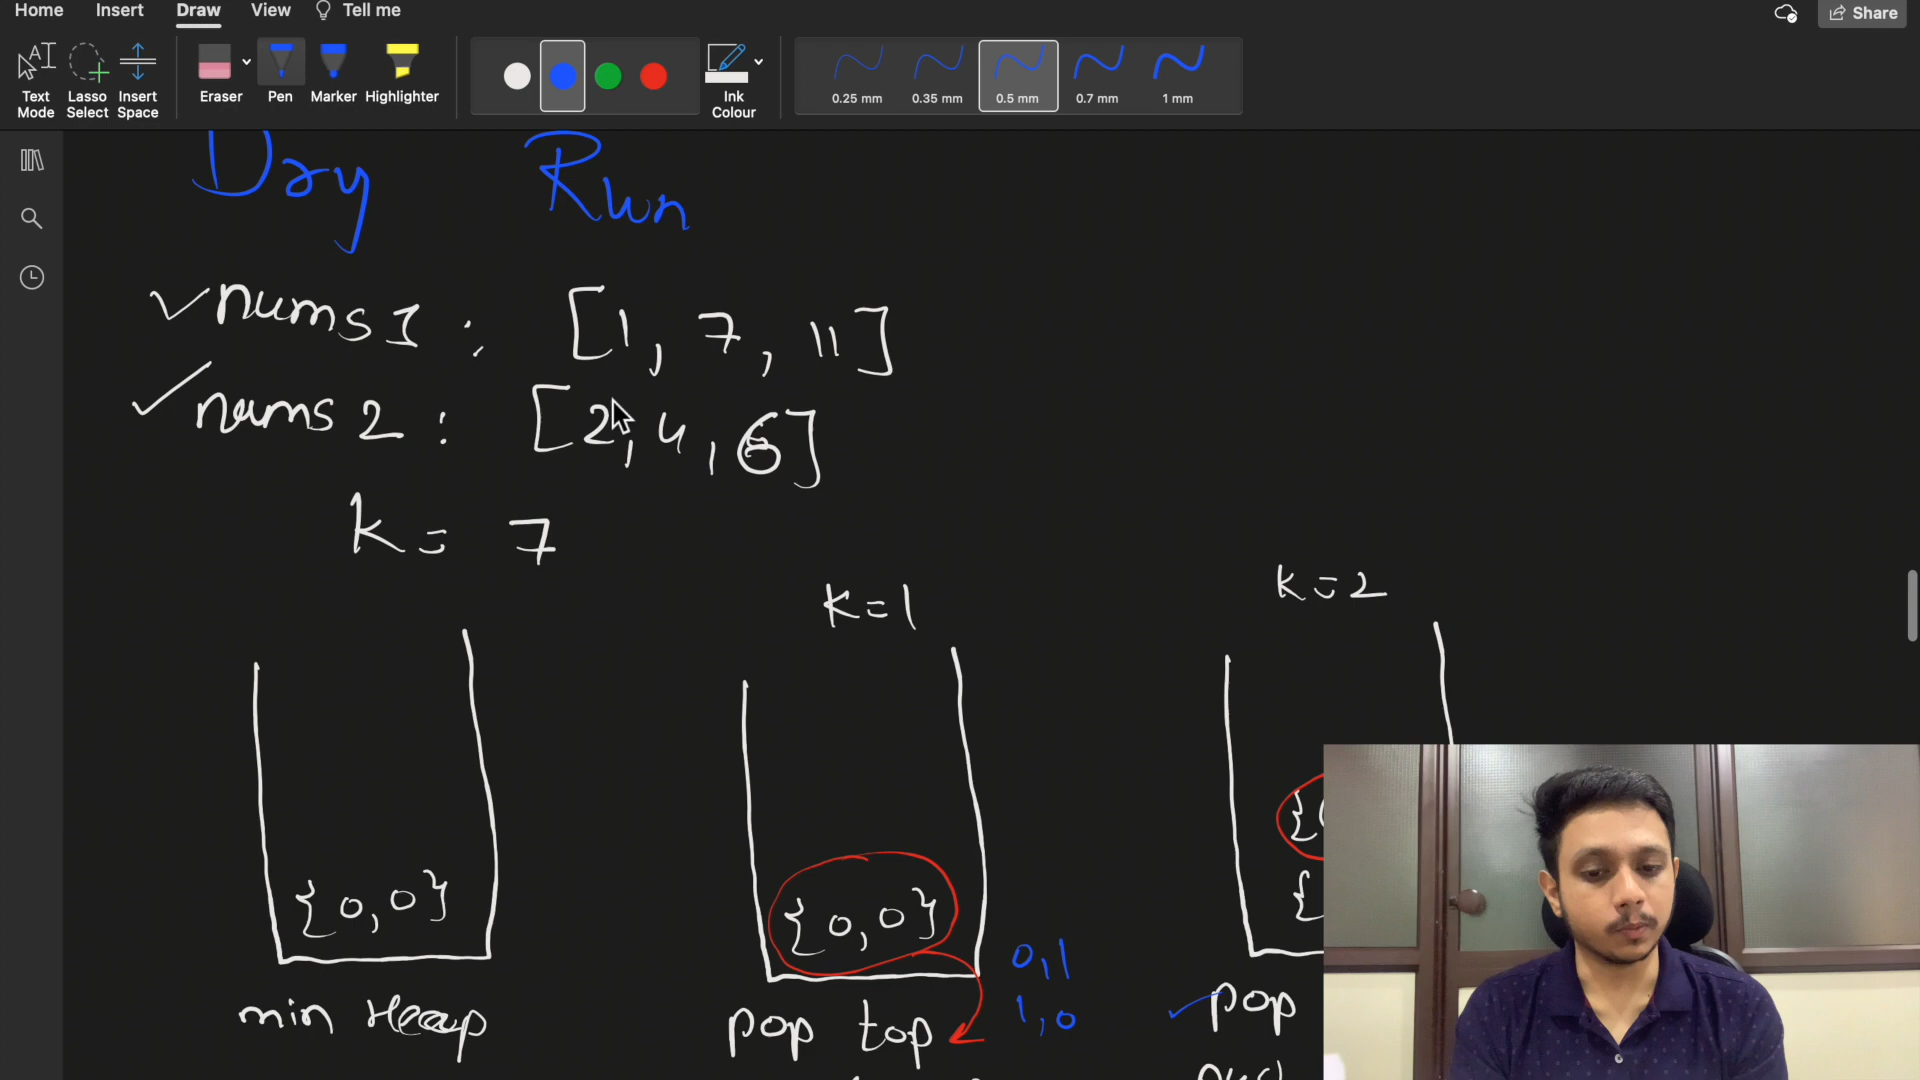 Home Insert Draw View Tell me Share
Text Mode Lasso Select Insert Space Eraser Pen Marker Highlighter Ink Colour 0.25 mm 0.35 mm 0.5 mm 0.7 mm 1 mm
Dry Run
nums1 : [1, 7, 11]
nums2 : [2, 4, 6]
k = 7
k=1
k=2
{0,0}
{0,0}
{0
{
0,1
1,0
min Heap
pop top
pop